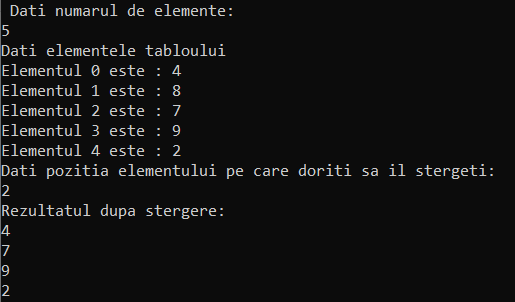 Dati numarul de elemente:
5
Dati elementele tabloului
Elementul 0 este : 4
Elementul 1 este : 8
Elementul 2 este : 7
Elementul 3 este : 9
Elementul 4 este : 2
Dati pozitia elementului pe care doriti sa il stergeti:
2
Rezultatul dupa stergere:
4
7
9
2